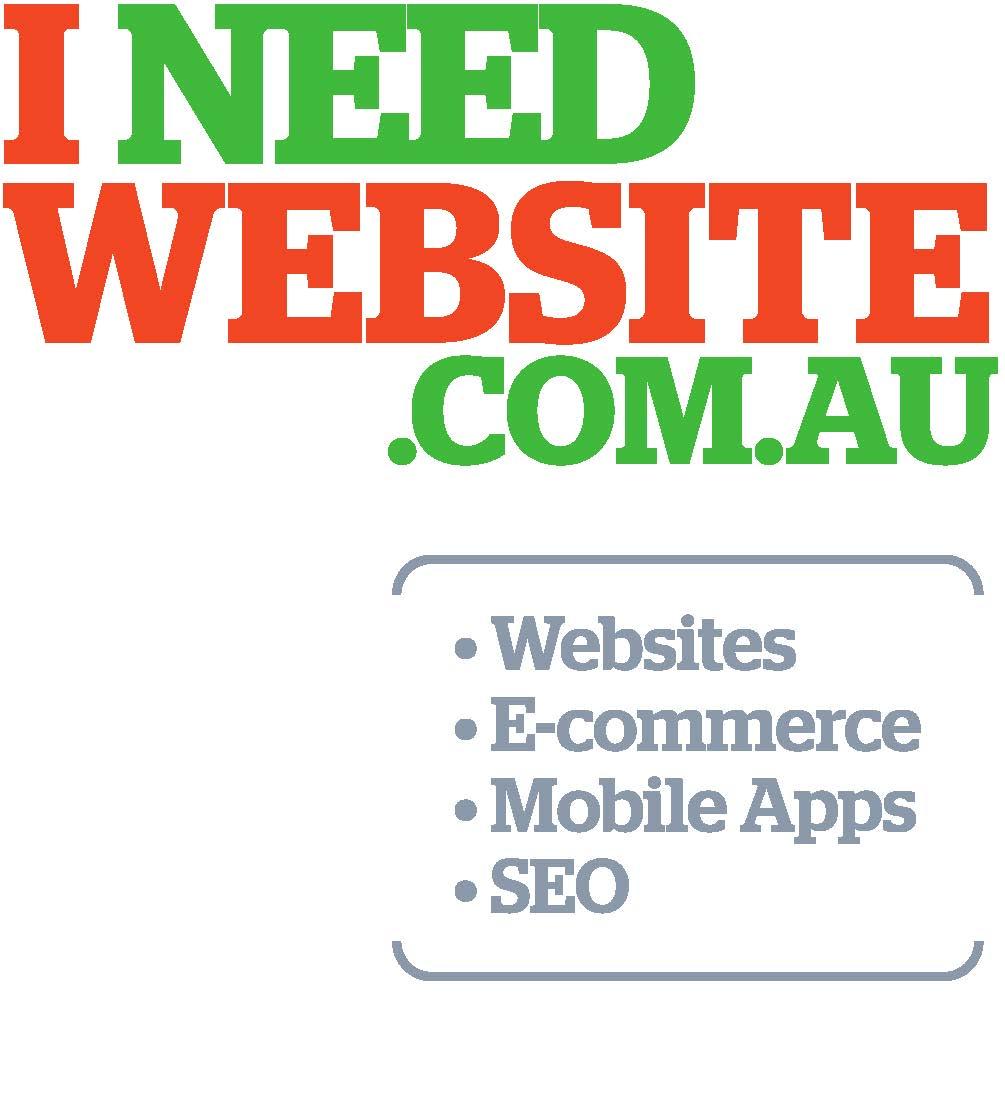 I NEED
WEBSITE
.COM.AU
• Websites
• E-commerce
• Mobile Apps
• SEO